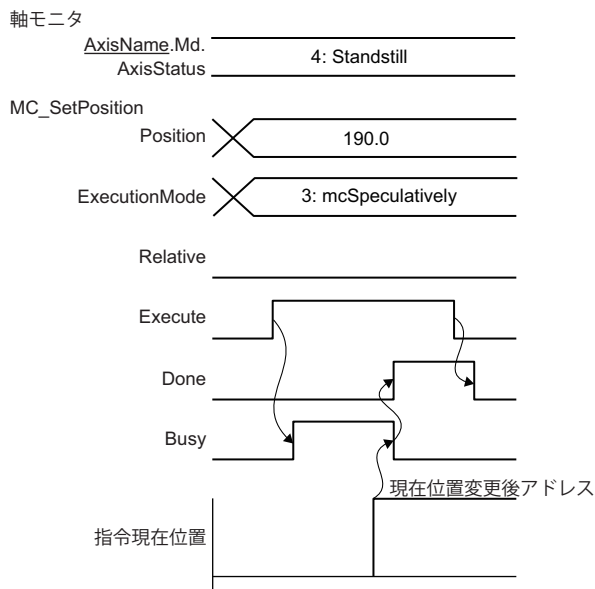 軸モニタ
AxisName.Md.
AxisStatus
4: Standstill
MC_SetPosition
Position
190.0
ExecutionMode
3: mcSpeculatively
Relative
Execute
Done
Busy
現在位置変更後アドレス
指令現在位置